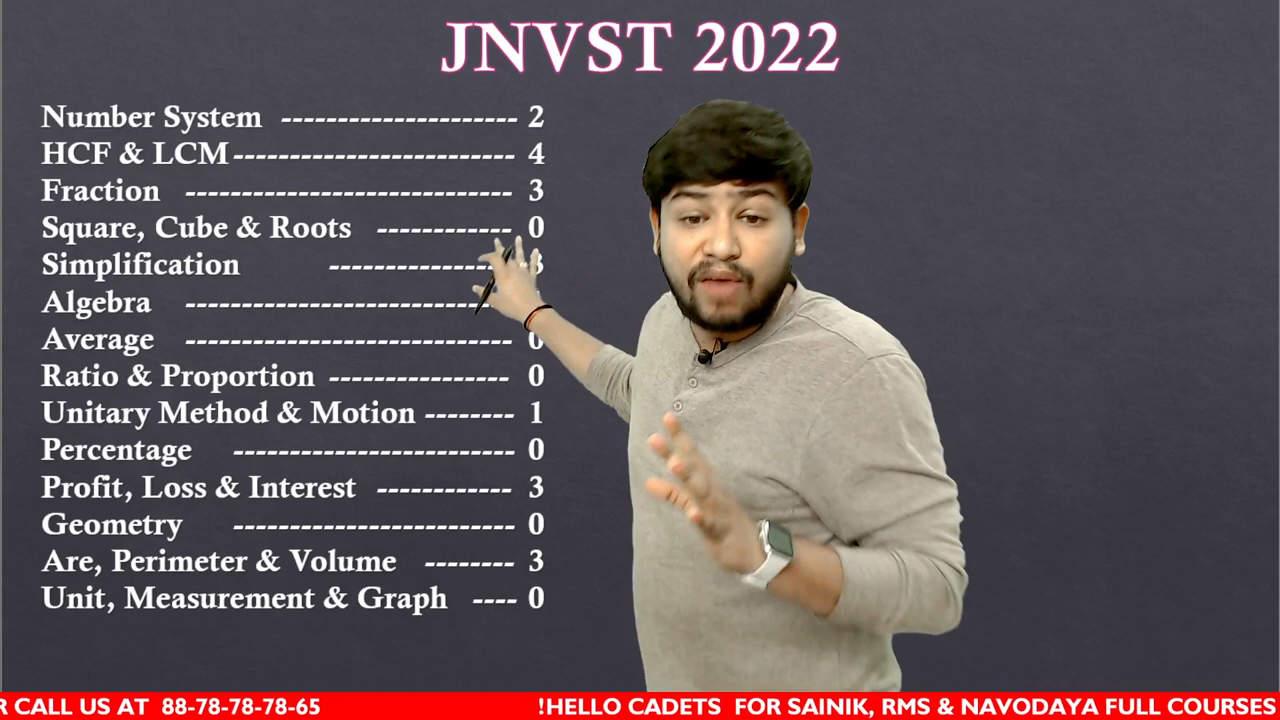 JNVST 2022
Number System --------------------- 2
HCF & LCM------------------------- 4
Fraction ----------------------------- 3
Square, Cube & Roots ------------ 0
Simplification ----------------
Algebra ---------------------------
Average ----------------------------- 0
Ratio & Proportion ---------------- 0
Unitary Method & Motion -------- 1
Percentage ------------------------- 0
Profit, Loss & Interest ------------ 3
Geometry ------------------------- 0
Are, Perimeter & Volume -------- 3
Unit, Measurement & Graph ---- 0
R CALL US AT 88-78-78-78-65 !HELLO CADETS FOR SAINIK, RMS & NAVODAYA FULL COURSES